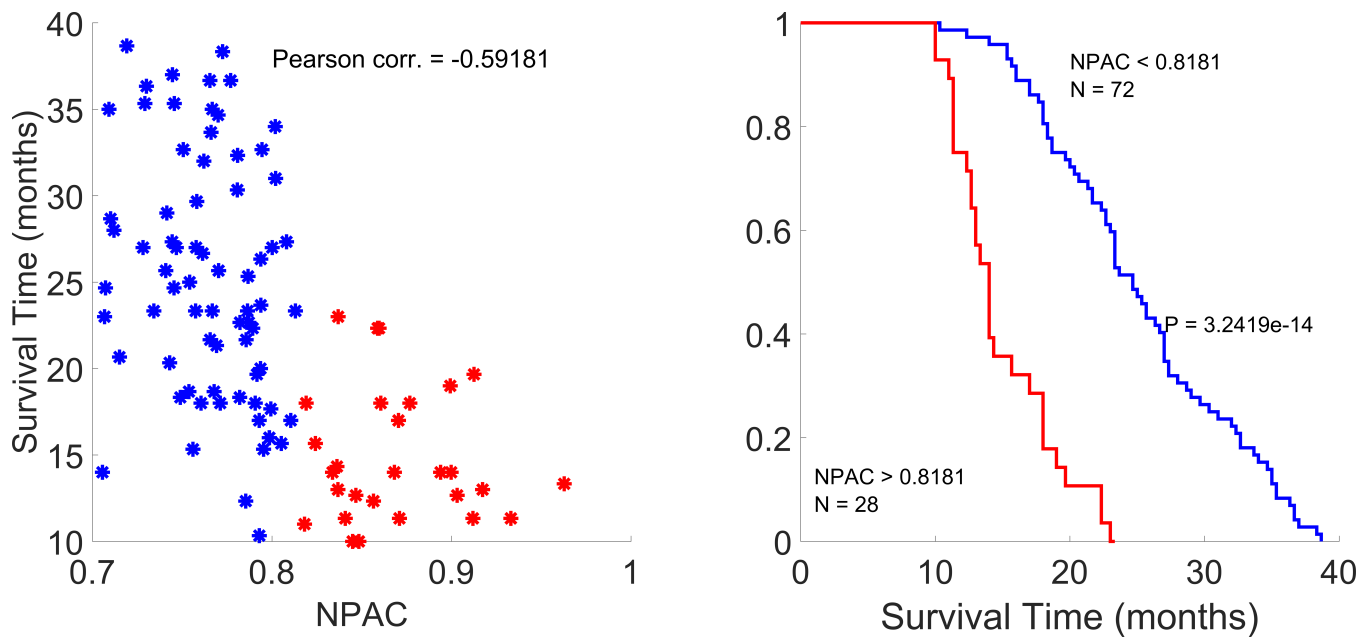 40
35
30
25
20
15
10
Survival Time (months)
Pearson corr. = -0.59181
0.7
0.8
0.9
1
NPAC
1
0.8
0.6
0.4
0.2
0
NPAC < 0.8181
N = 72
P = 3.2419e-14
NPAC > 0.8181
N = 28
0
10
20
30
40
Survival Time (months)